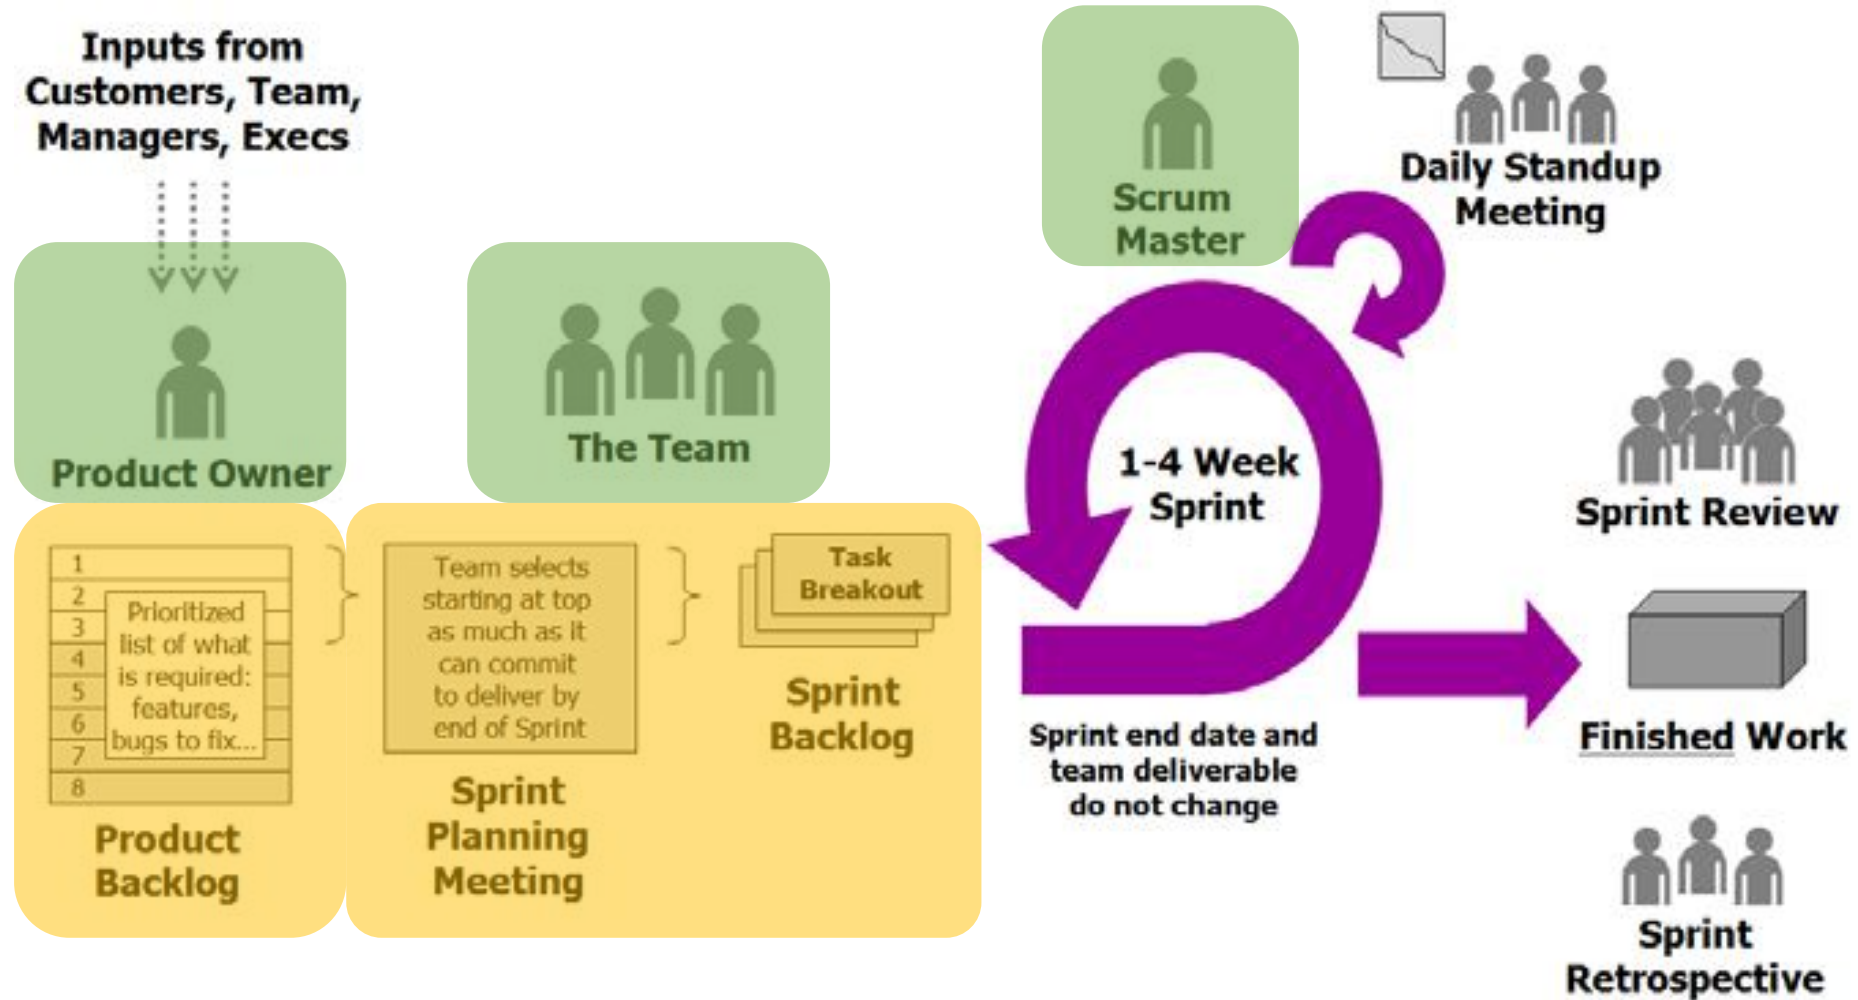 Inputs from
Customers, Team,
Managers, Execs
Product Owner
The Team
Scrum
Master
Daily Standup
Meeting
1
2
3
4
5
6
7
8
Prioritized
list of what
is required:
features,
bugs to fix...
Product
Backlog
Team selects
starting at top
as much as it
can commit
to deliver by
end of Sprint
Sprint
Planning
Meeting
Task
Breakout
Sprint
Backlog
1-4 Week
Sprint
Sprint end date and
team deliverable
do not change
Sprint Review
Finished Work
Sprint
Retrospective